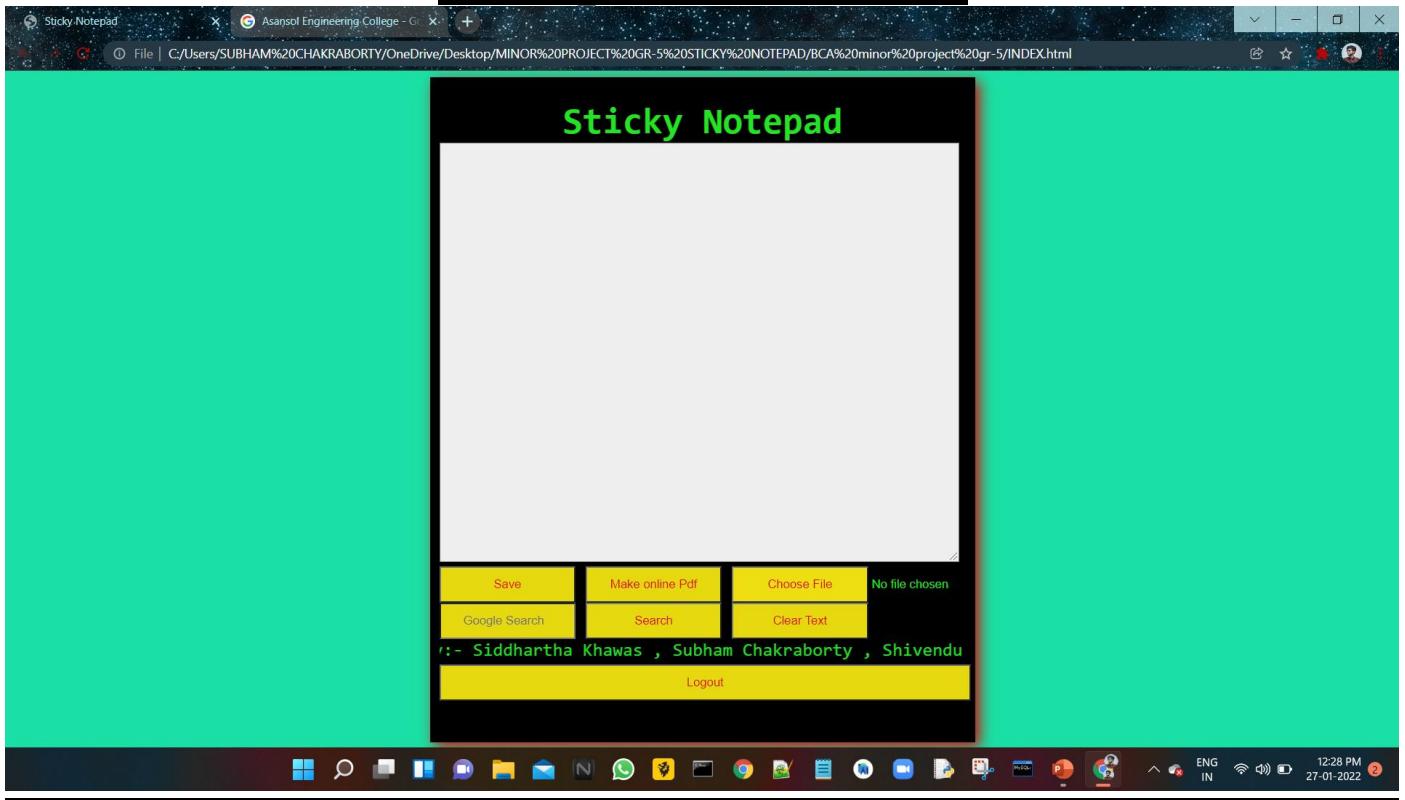 Sticky Notepad
Asansol Engineering College - Go
File | C:/Users/SUBHAM%20CHAKRABORTY/OneDrive/Desktop/MINOR%20PROJECT%20GR-5%20STICKY%20NOTEPAD/BCA%20minor%20project%20gr-5/INDEX.html
Sticky Notepad
Save Make online Pdf Choose File No file chosen
Google Search Search Clear Text
y:- Siddhartha Khawas , Subham Chakraborty , Shivendu
Logout
ENG 12:28 PM
IN 27-01-2022 2